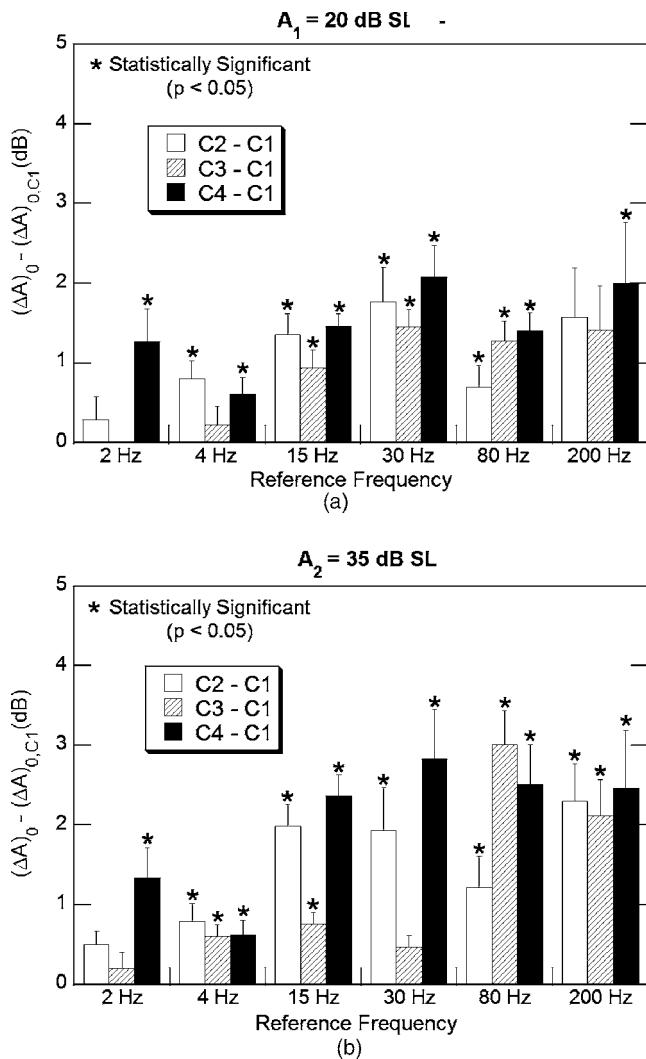 A1 = 20 dB SL -
5
* Statistically Significant
(p < 0.05)
4
C2 - C1
C3 - C1
C4 - C1
3
2
1
0
(ΔA)0 - (ΔA)0,C1(dB)
* * * * * * * * * * * * *
2 Hz 4 Hz 15 Hz 30 Hz 80 Hz 200 Hz
Reference Frequency
(a)
A2 = 35 dB SL
5
* Statistically Significant
(p < 0.05)
4
C2 - C1
C3 - C1
C4 - C1
3
2
1
0
(ΔA)0 - (ΔA)0,C1(dB)
* * * * * * * * * * * * * * *
2 Hz 4 Hz 15 Hz 30 Hz 80 Hz 200 Hz
Reference Frequency
(b)